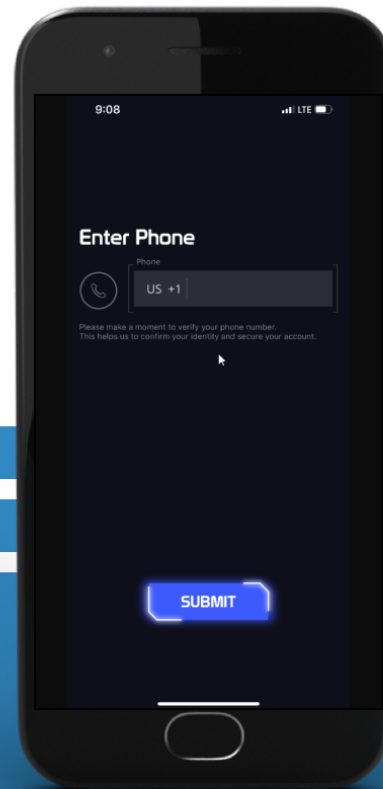 9:08
LTE
Enter Phone
Phone
US +1
Please make a moment to verify your phone number.
This helps us to confirm your identity and secure your account.
SUBMIT